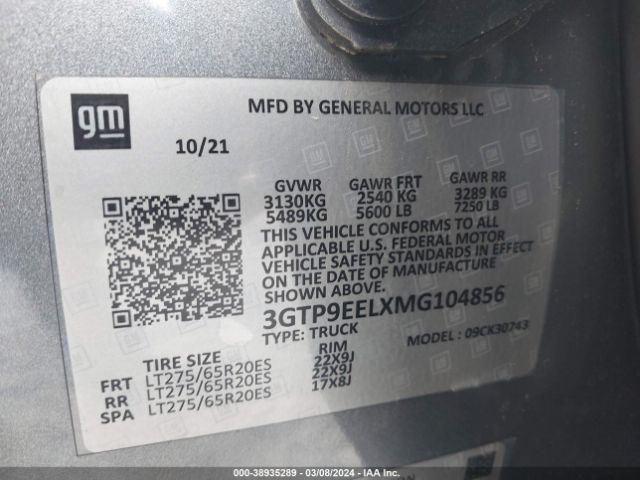 gm
MFD BY GENERAL MOTORS LLC
10/21
GVWR GAWR FRT GAWR RR
3130KG 2540 KG 3289 KG
5489KG 5600 LB 7250 LB
THIS VEHICLE CONFORMS TO ALL
APPLICABLE U.S. FEDERAL MOTOR
VEHICLE SAFETY STANDARDS IN EFFECT
ON THE DATE OF MANUFACTURE
SHOWN ABOVE.
3GTP9EELXMG104856
TYPE: TRUCK MODEL : 09CK30743
TIRE SIZE RIM
FRT LT275/65R20ES 22X9J
RR LT275/65R20ES 22X9J
SPA LT275/65R20ES 17X8J
000-38935289 - 03/08/2024 - IAA Inc.